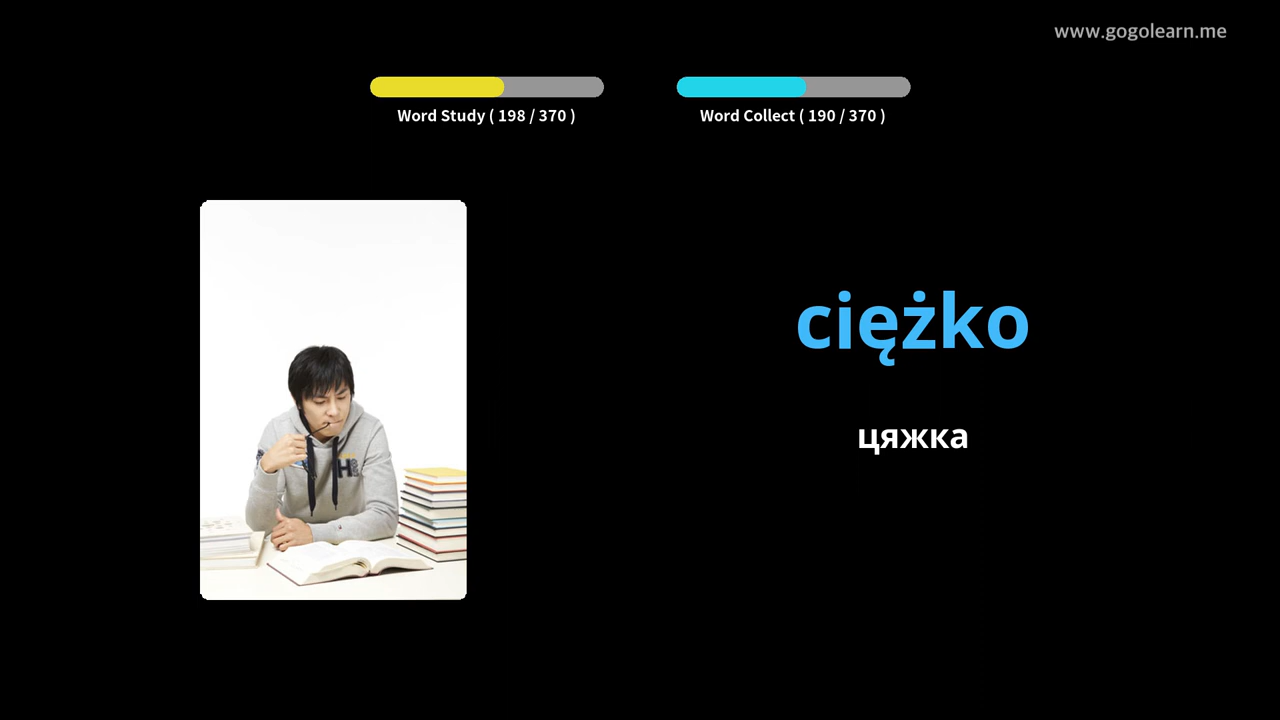 www.gogolearn.me
Word Study ( 198 / 370 )
Word Collect ( 190 / 370 )
ciężko
цяжка
H